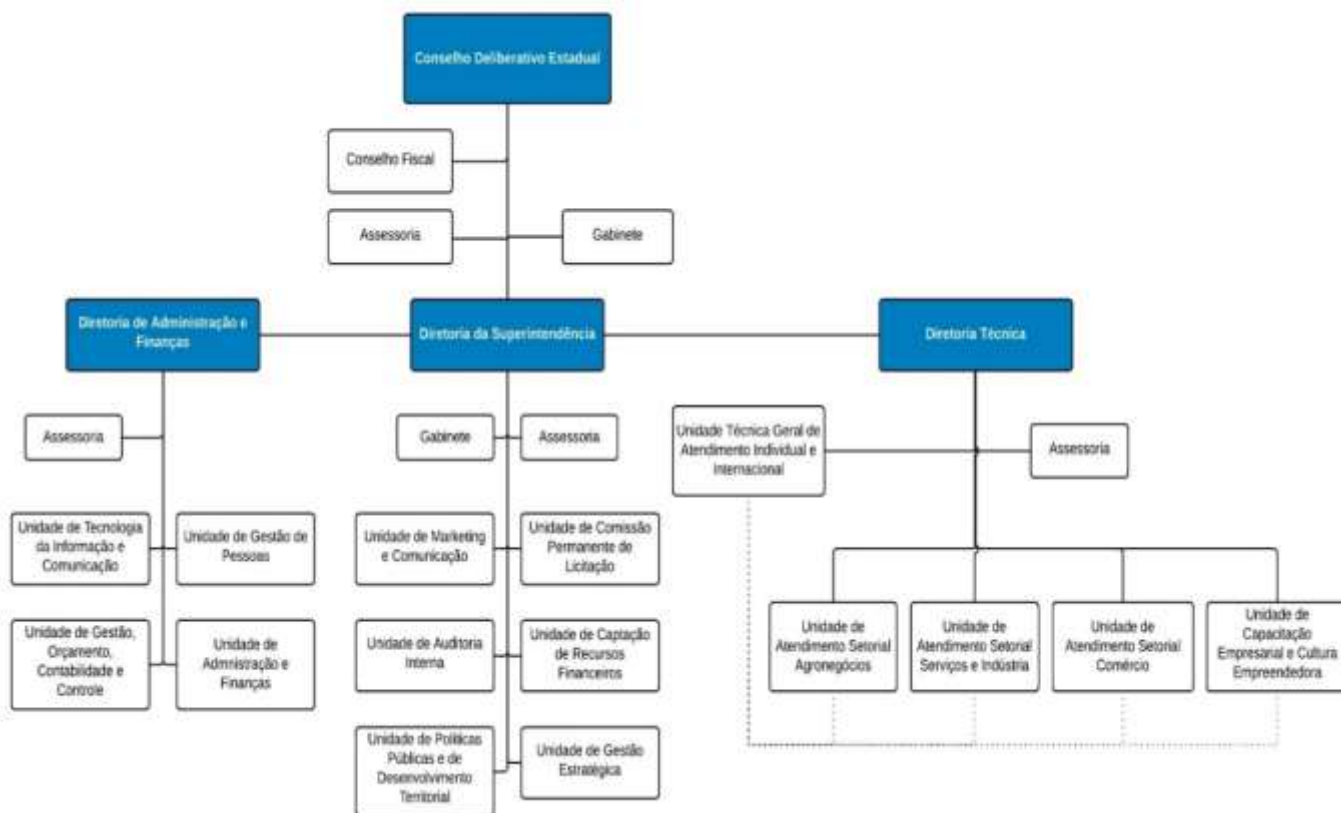 Conselho Deliberativo Estadual
Conselho Fiscal
Assessoria
Gabinete
Diretoria de Administração e
Finanças
Diretoria da Superintendência
Diretoria Técnica
Assessoria
Unidade de Tecnologia
da Informação e
Comunicação
Unidade de Gestão de
Pessoas
Unidade de Gestão,
Orçamento,
Contabilidade e
Controle
Unidade de
Admnistração e
Finanças
Gabinete
Assessoria
Unidade de Marketing
e Comunicação
Unidade de Comissão
Permanente de
Licitação
Unidade de Auditoria
Interna
Unidade de Captação
de Recursos
Financeiros
Unidade de Políticas
Públicas e de
Desenvolvimento
Territorial
Unidade de Gestão
Estratégica
Unidade Técnica Geral de
Atendimento Individual e
Internacional
Assessoria
Unidade de
Atendimento Setorial
Agronegócios
Unidade de
Atendimento Setorial
Serviços e Indústria
Unidade de
Atendimento Setorial
Comércio
Unidade de
Capacitação
Empresarial e Cultura
Empreendedora